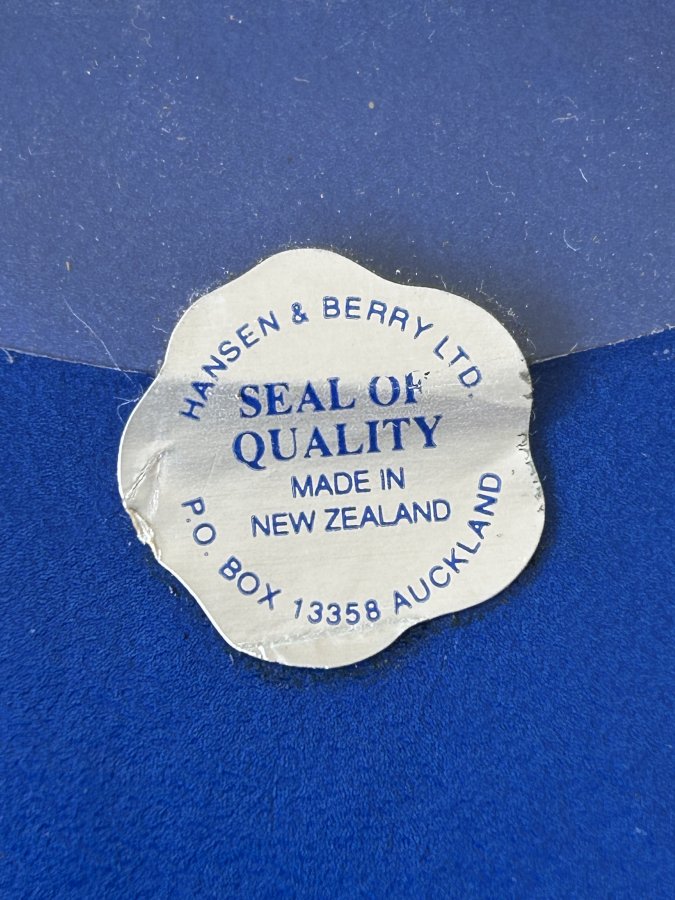 HANSEN & BERRY LTD.
SEAL OF
QUALITY
MADE IN
NEW ZEALAND
P.O. BOX 13358 AUCKLAND